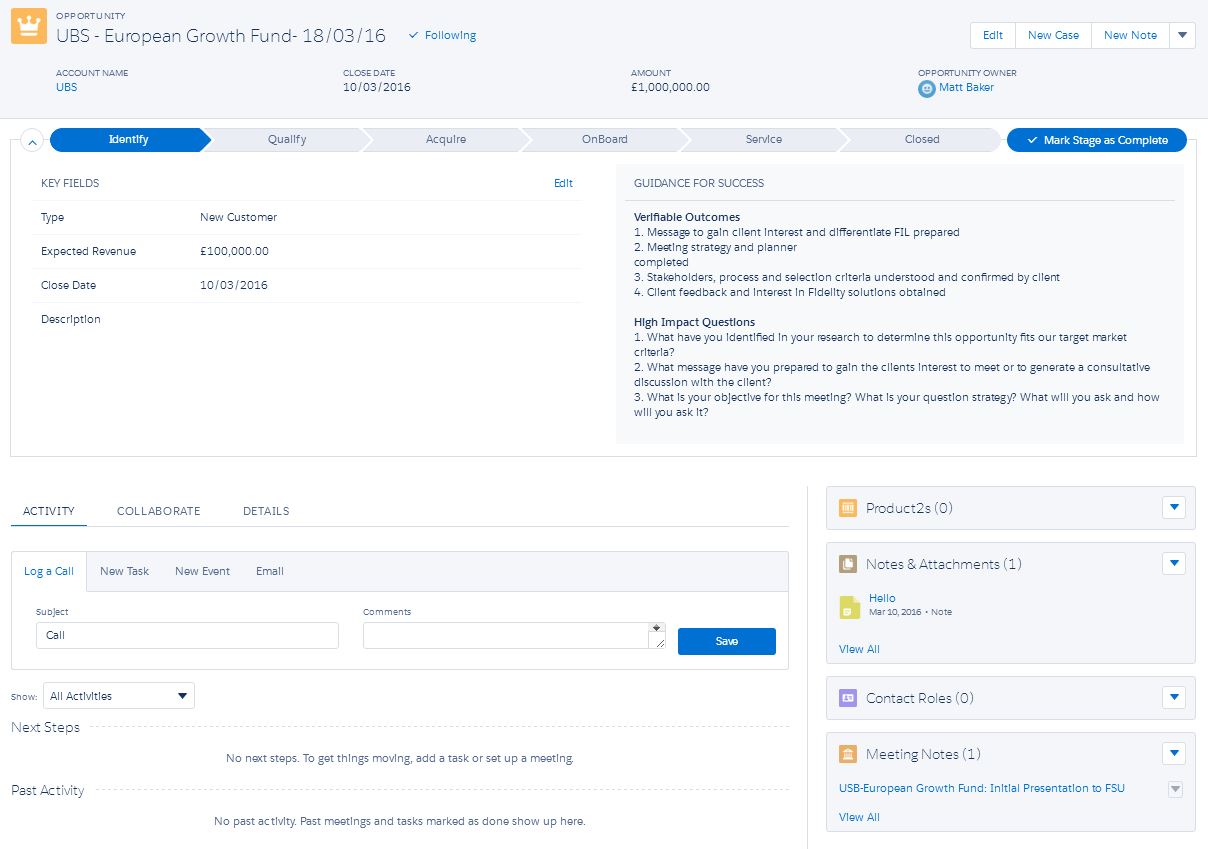 OPPORTUNITY
UBS - European Growth Fund- 18/03/16
Following
Edit
New Case
New Note
ACCOUNT NAME
UBS
CLOSE DATE
10/03/2016
AMOUNT
£1,000,000.00
OPPORTUNITY OWNER
Matt Baker
Identify
Qualify
Acquire
OnBoard
Service
Closed
Mark Stage as Complete
KEY FIELDS
Edit
Type
New Customer
Expected Revenue
£100,000.00
Close Date
10/03/2016
Description
GUIDANCE FOR SUCCESS
Verifiable Outcomes
1. Message to gain client interest and differentiate FIL prepared
2. Meeting strategy and planner
completed
3. Stakeholders, process and selection criteria understood and confirmed by client
4. Client feedback and interest in Fidelity solutions obtained
High Impact Questions
1. What have you identified in your research to determine this opportunity fits our target market
criteria?
2. What message have you prepared to gain the clients interest to meet or to generate a consultative
discussion with the client?
3. What is your objective for this meeting? What is your question strategy? What will you ask and how
will you ask it?
ACTIVITY
COLLABORATE
DETAILS
Log a Call
New Task
New Event
Email
Subject
Call
Comments
Save
Show:
All Activities
Next Steps
No next steps. To get things moving, add a task or set up a meeting.
Past Activity
No past activity. Past meetings and tasks marked as done show up here.
Product2s (0)
Notes & Attachments (1)
Hello
Mar 10, 2016 • Note
View All
Contact Roles (0)
Meeting Notes (1)
USB-European Growth Fund: Initial Presentation to FSU
View All